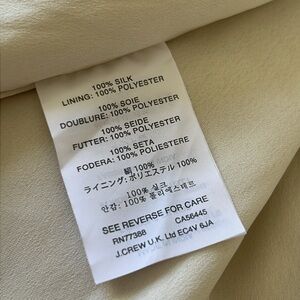 100% SILK
LINING: 100% POLYESTER
100% SOIE
DOUBLURE: 100% POLYESTER
100% SEIDE
FUTTER: 100% POLYESTER
100% SETA
FODERA: 100% POLIESTERE
絹 100%
ライニング: ポリエステル 100%
100% 실크
안감: 100% 폴리에스테르
SEE REVERSE FOR CARE
RN77388 CA56445
J.CREW U.K. Ltd EC4V 6JA